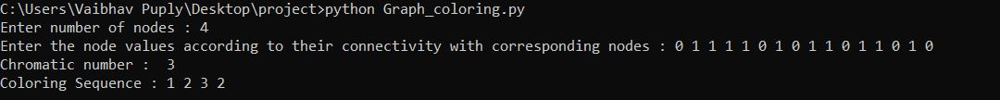 C:\Users\Vaibhav Puply\Desktop\project>python Graph_coloring.py
Enter number of nodes : 4
Enter the node values according to their connectivity with corresponding nodes : 0 1 1 1 1 0 1 0 1 1 0 1 1 0 1 0
Chromatic number :  3
Coloring Sequence : 1 2 3 2